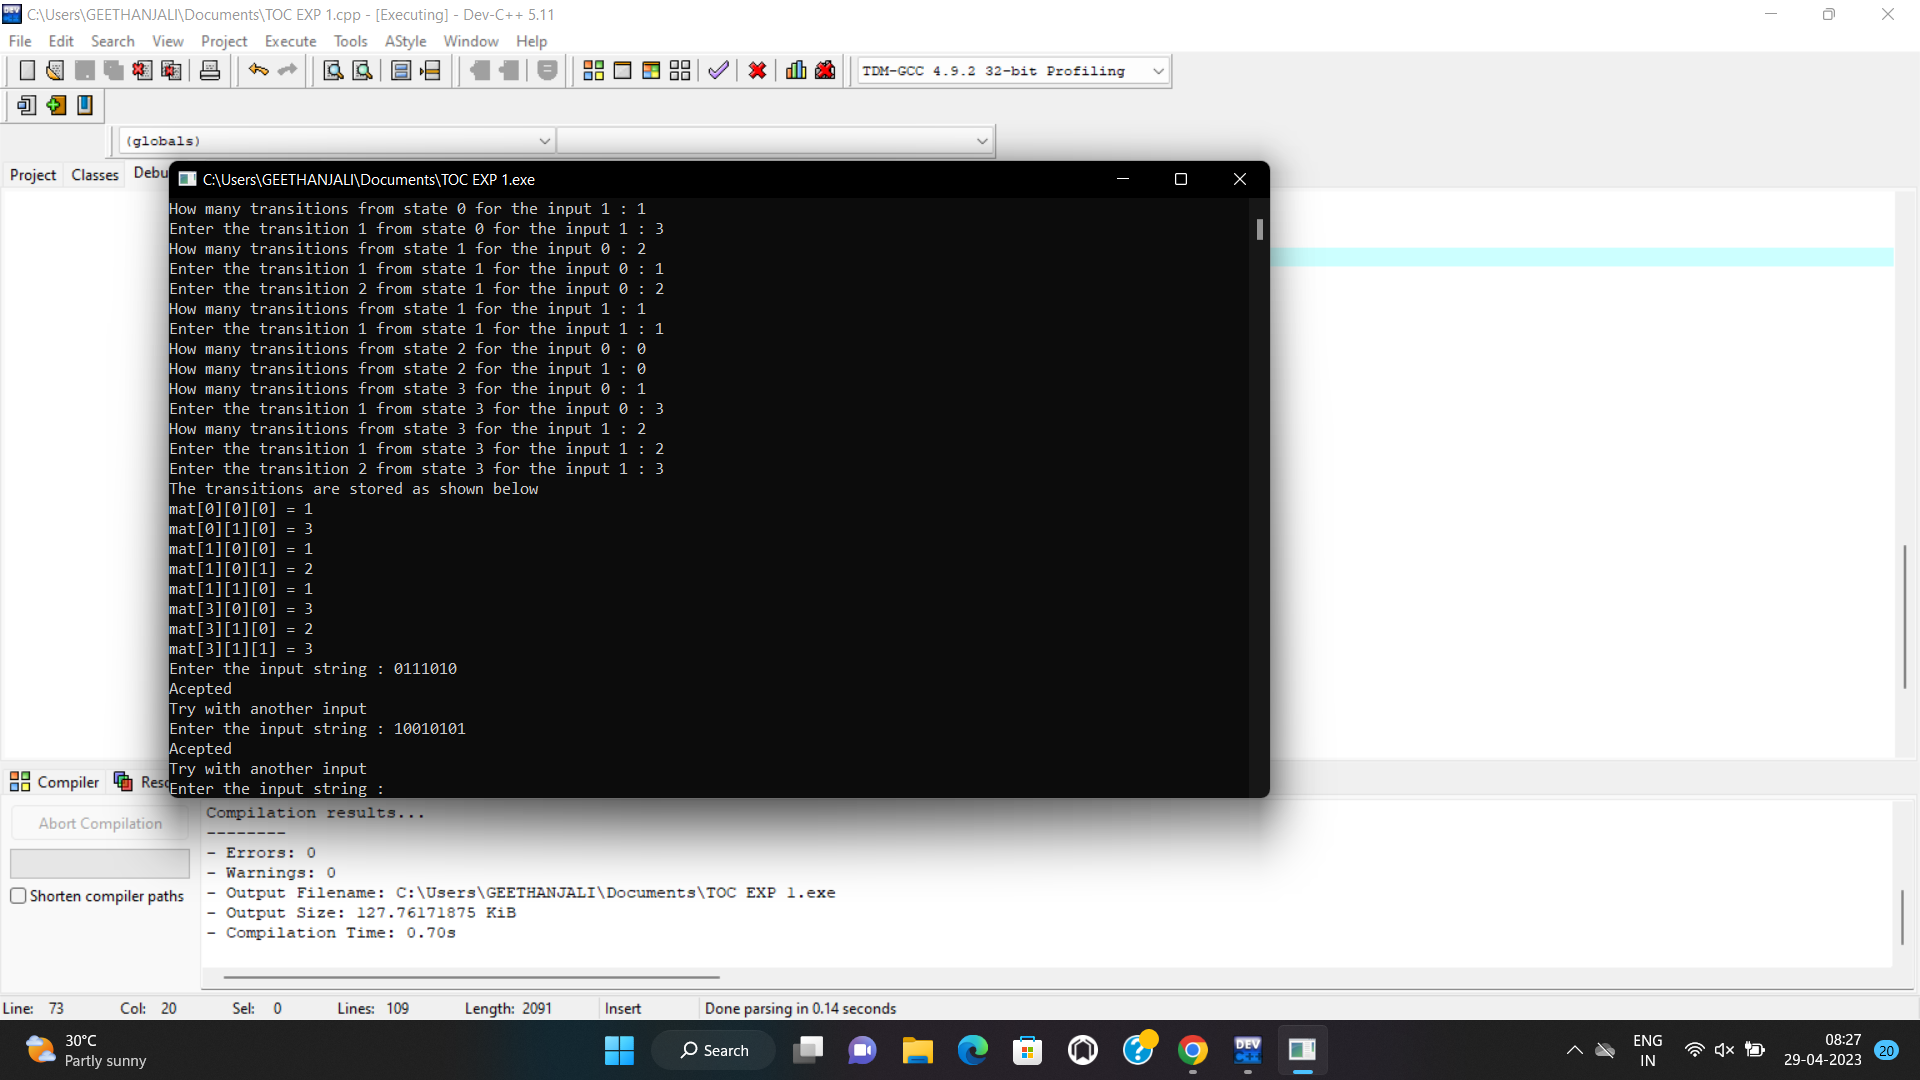 C:\Users\GEETHANJALI\Documents\TOC EXP 1.cpp - [Executing] - Dev-C++ 5.11
File Edit Search View Project Execute Tools AStyle Window Help
TDM-GCC 4.9.2 32-bit Profiling
(globals)
Project Classes Debu
C:\Users\GEETHANJALI\Documents\TOC EXP 1.exe
How many transitions from state 0 for the input 1 : 1
Enter the transition 1 from state 0 for the input 1 : 3
How many transitions from state 1 for the input 0 : 2
Enter the transition 1 from state 1 for the input 0 : 1
Enter the transition 2 from state 1 for the input 0 : 2
How many transitions from state 1 for the input 1 : 1
Enter the transition 1 from state 1 for the input 1 : 1
How many transitions from state 2 for the input 0 : 0
How many transitions from state 2 for the input 1 : 0
How many transitions from state 3 for the input 0 : 1
Enter the transition 1 from state 3 for the input 0 : 3
How many transitions from state 3 for the input 1 : 2
Enter the transition 1 from state 3 for the input 1 : 2
Enter the transition 2 from state 3 for the input 1 : 3
The transitions are stored as shown below
mat[0][0][0] = 1
mat[0][1][0] = 3
mat[1][0][0] = 1
mat[1][0][1] = 2
mat[1][1][0] = 1
mat[3][0][0] = 3
mat[3][1][0] = 2
mat[3][1][1] = 3
Enter the input string : 0111010
Acepted
Try with another input
Enter the input string : 10010101
Acepted
Try with another input
Enter the input string :
Compiler Reso
Abort Compilation
Shorten compiler paths
Compilation results...
--------
- Errors: 0
- Warnings: 0
- Output Filename: C:\Users\GEETHANJALI\Documents\TOC EXP 1.exe
- Output Size: 127.76171875 KiB
- Compilation Time: 0.70s
Line: 73 Col: 20 Sel: 0 Lines: 109 Length: 2091 Insert Done parsing in 0.14 seconds
30°C
Partly sunny
Search
DEV
C++
ENG
IN
08:27
29-04-2023
20